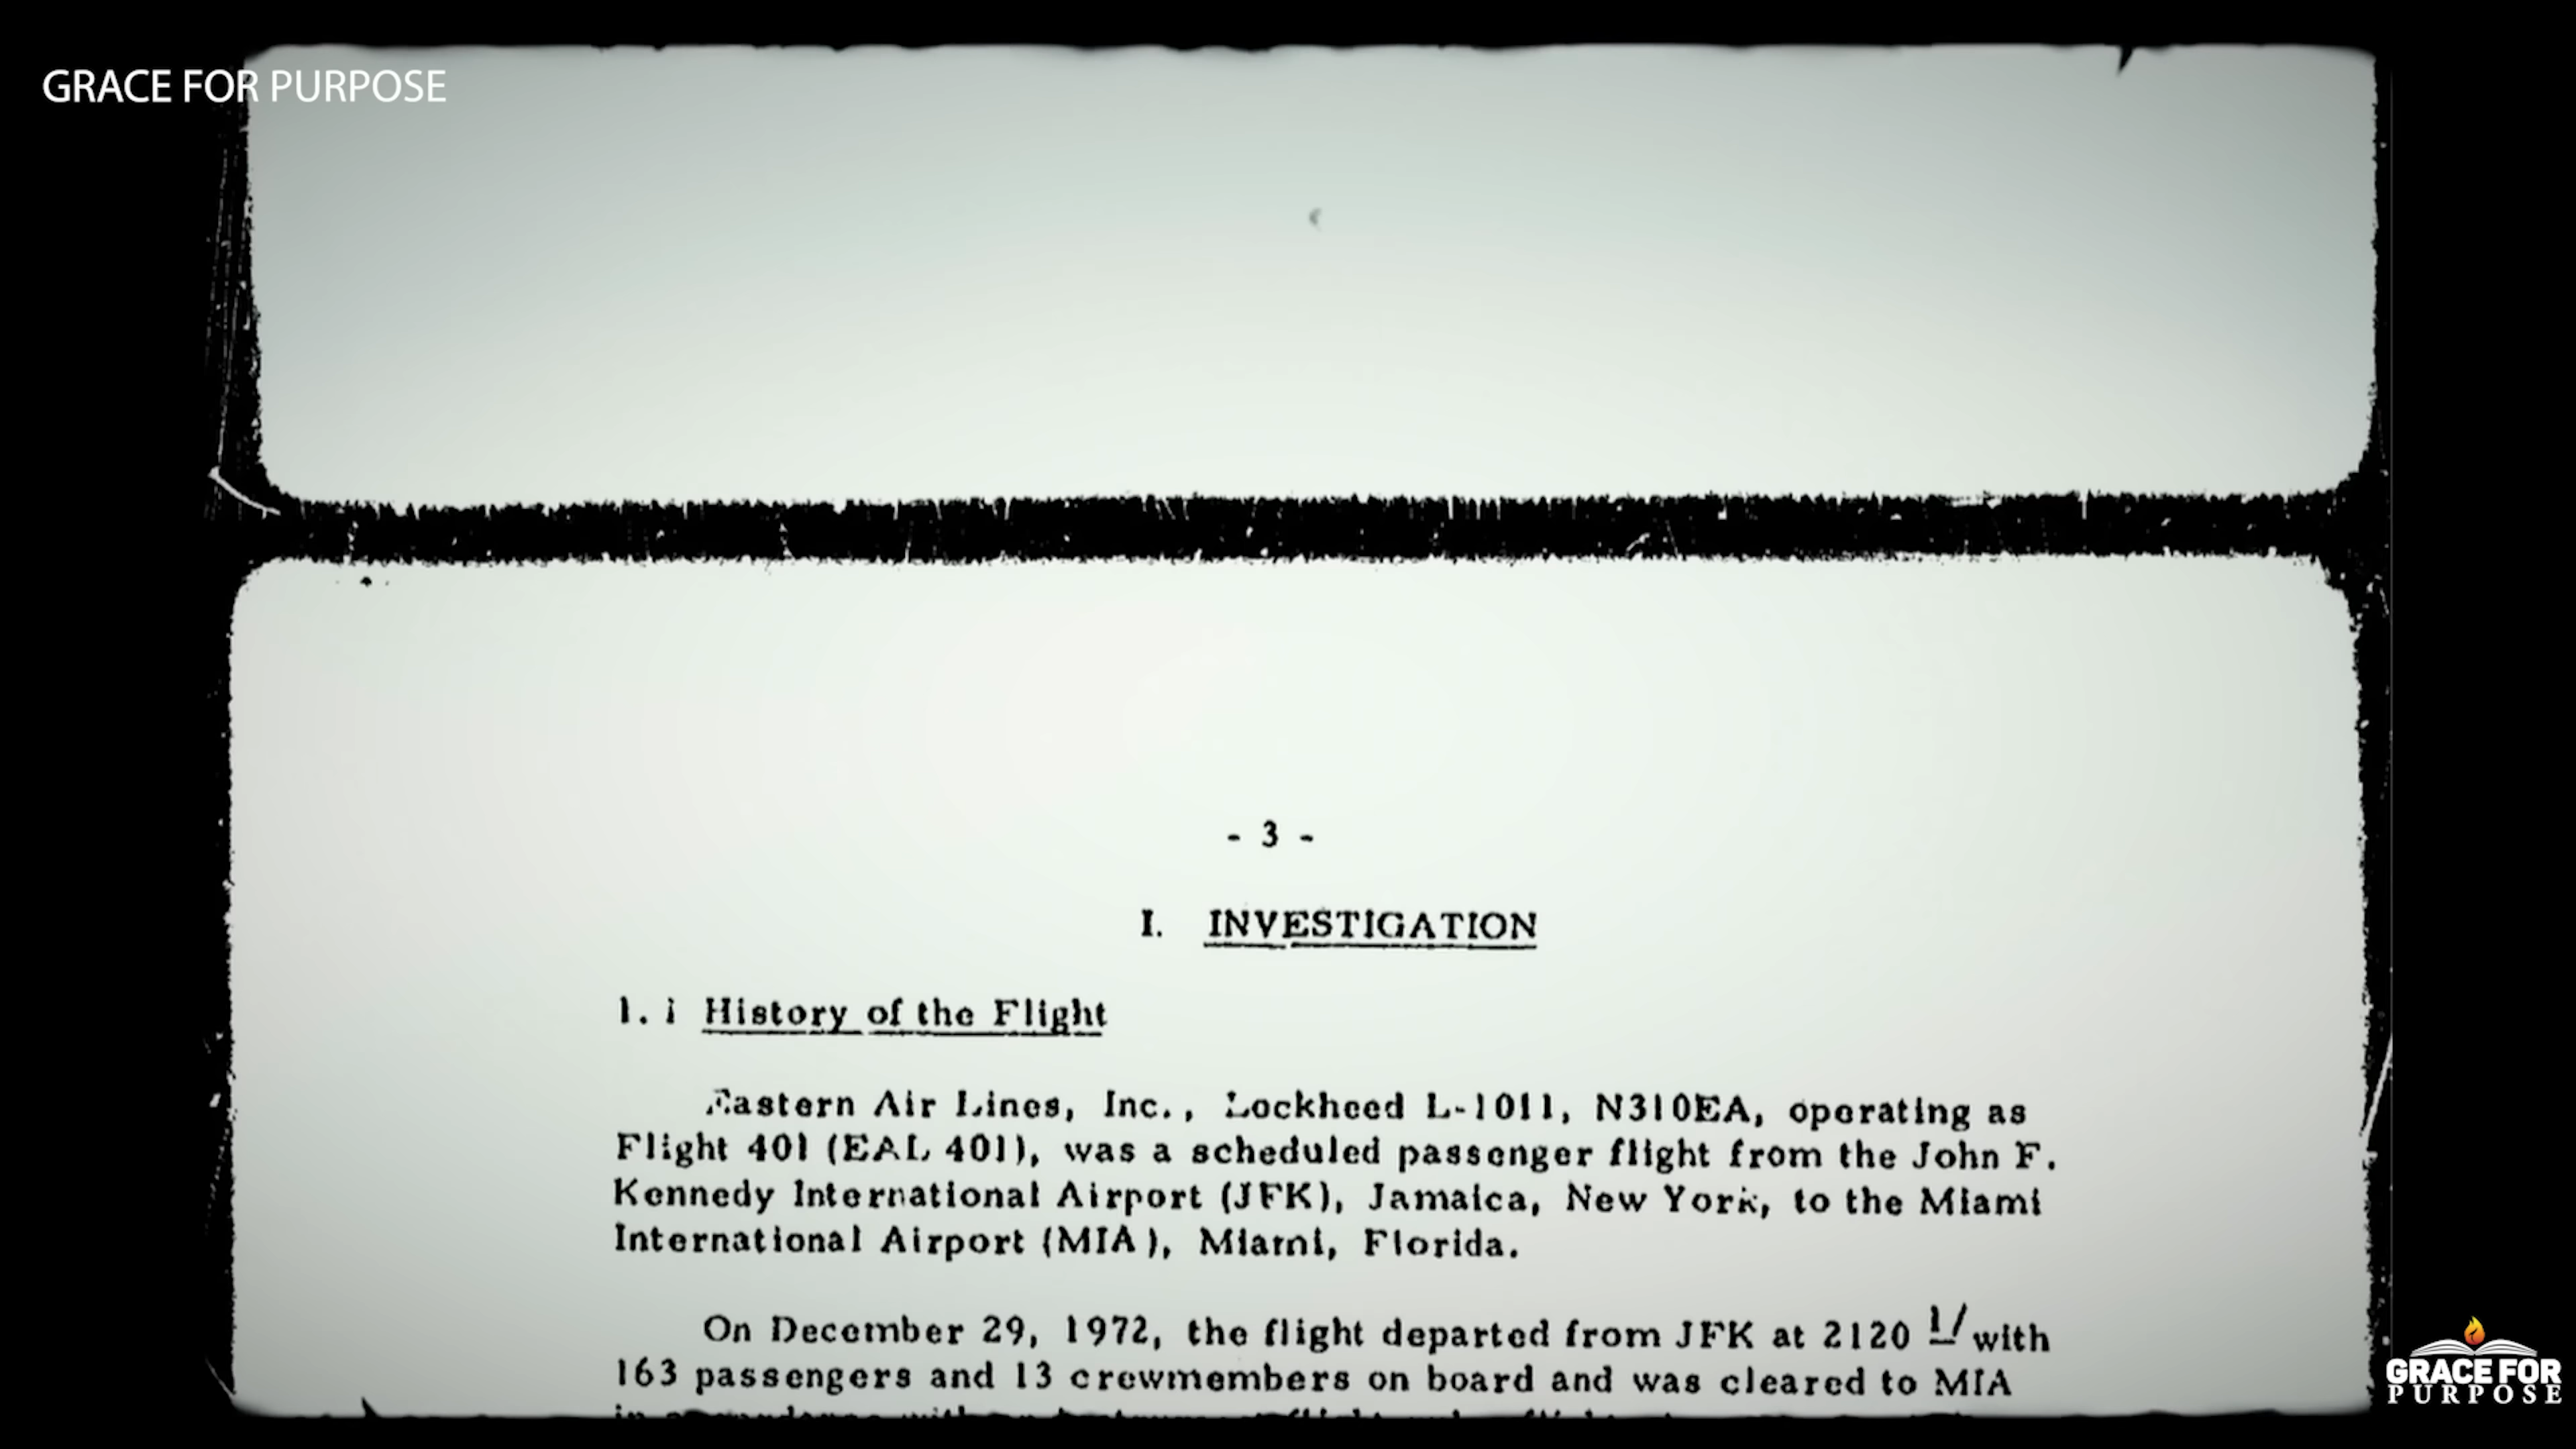 GRACE FOR PURPOSE
- 3 -
I. INVESTIGATION
1. i History of the Flight
Eastern Air Lines, Inc., Lockheed L-1011, N310EA, operating as
Flight 401 (EAL 401), was a scheduled passenger flight from the John F.
Kennedy International Airport (JFK), Jamaica, New York, to the Miami
International Airport (MIA), Miami, Florida.
On December 29, 1972, the flight departed from JFK at 2120 1/ with
163 passengers and 13 crewmembers on board and was cleared to MIA
GRACE FOR
PURPOSE